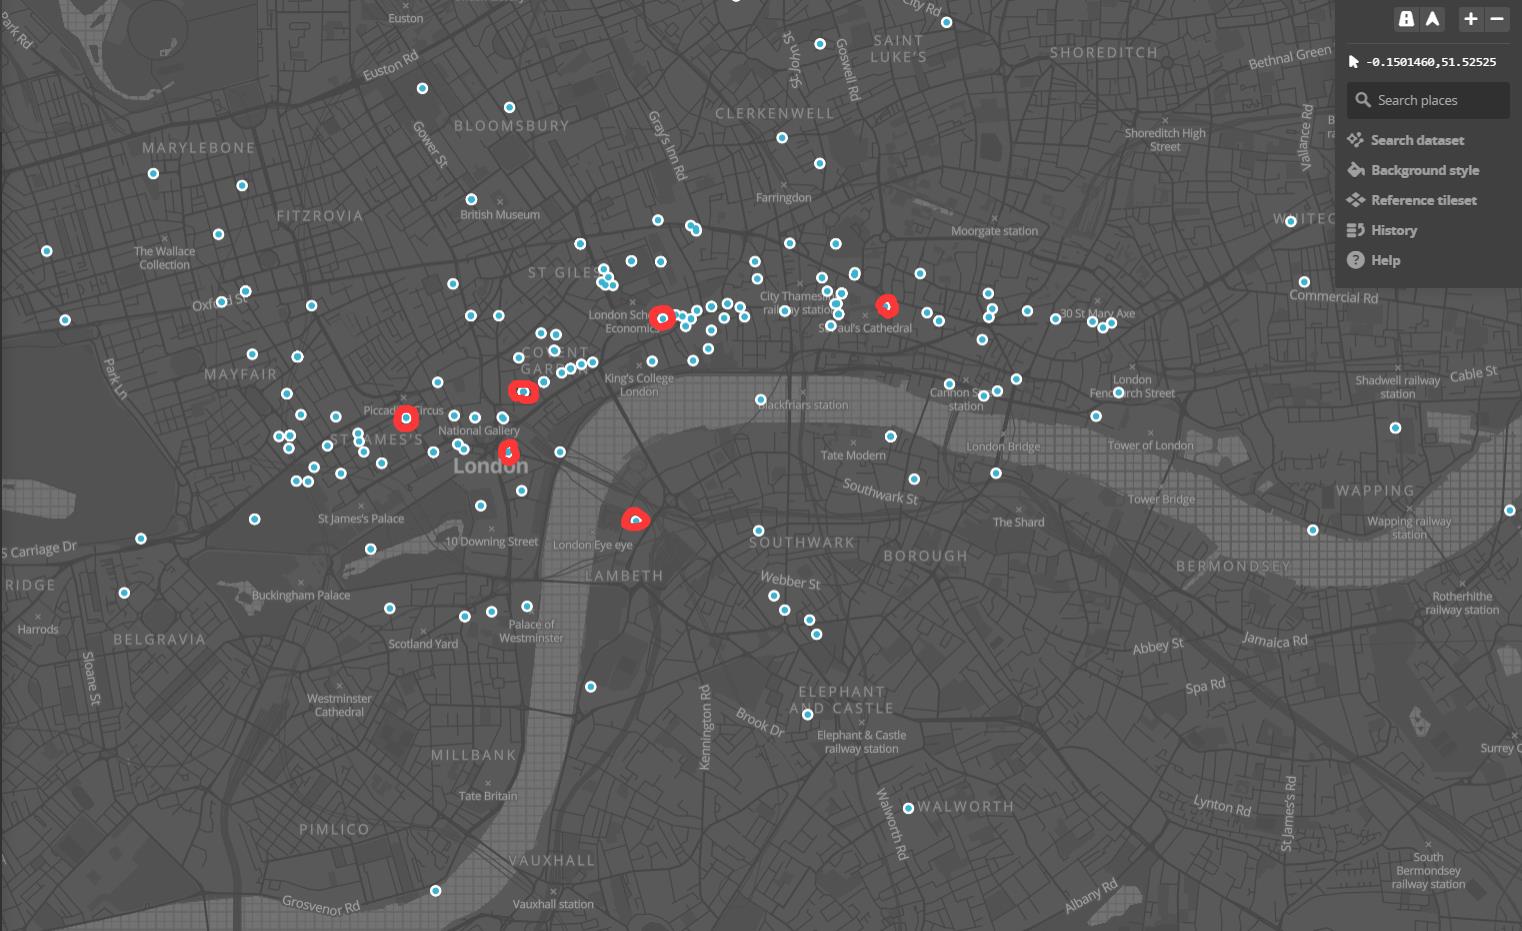 Park Rd
Euston
City Rd
SAINT
LUKE'S
SHOREDITCH
Bethnal Green
-0.1501460,51.52525
Search places
Search dataset
Background style
Reference tileset
History
Help
Euston Rd
St John St
Goswell Rd
BLOOMSBURY
CLERKENWELL
Gray's Inn Rd
Shoreditch High
Street
Vallance Rd
Gower St
MARYLEBONE
FITZROVIA
British Museum
Farringdon
Moorgate station
The Wallace
Collection
ST GILES
City Thameslink
railway station
Oxford St
London School
Economics
St Paul's Cathedral
30 St Mary Axe
Commercial Rd
COVENT
GARDEN
Park Ln
MAYFAIR
King's College
London
Blackfriars station
Cannon St
station
London
Fenchurch Street
Shadwell railway
station
Cable St
Piccadilly Circus
National Gallery
ST JAMES'S
London
Tate Modern
London Bridge
Tower of London
Southwark St
WAPPING
Tower Bridge
Wapping railway
station
St James's Palace
10 Downing Street
London Eye eye
The Shard
SOUTHWARK
BOROUGH
S Carriage Dr
BERMONDSEY
RIDGE
LAMBETH
Webber St
Buckingham Palace
Rotherhithe
railway station
Harrods
BELGRAVIA
Scotland Yard
Palace of
Westminster
Abbey St
Jamaica Rd
Sloane St
Westminster
Cathedral
Kennington Rd
Brook Dr
ELEPHANT
AND CASTLE
Elephant & Castle
railway station
Spa Rd
Surrey
MILLBANK
Tate Britain
Walworth Rd
WALWORTH
Lynton Rd
St James's Rd
PIMLICO
VAUXHALL
South
Bermondsey
railway station
Grosvenor Rd
Vauxhall station
Albany Rd